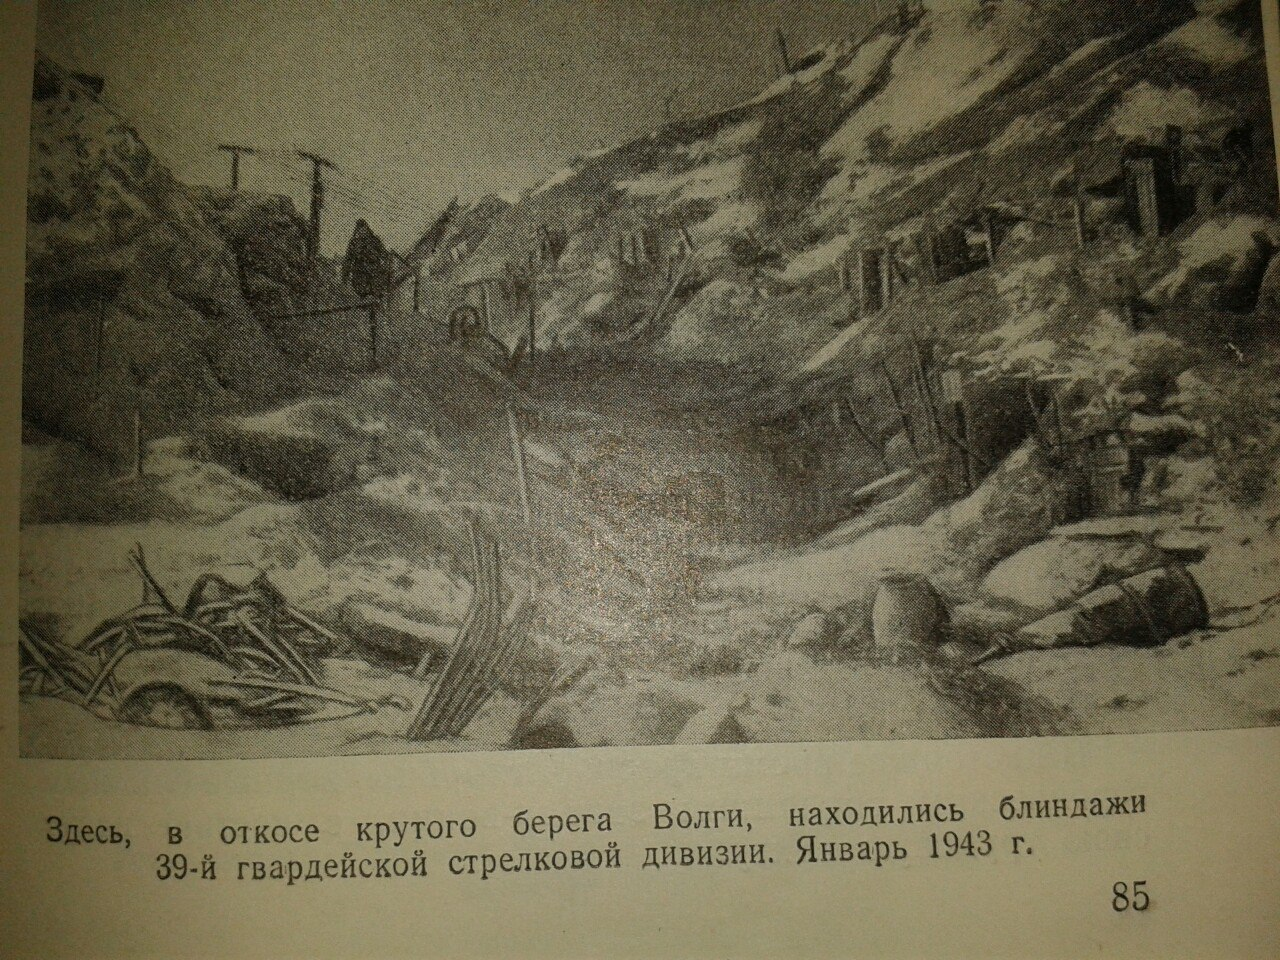 Здесь, в откосе крутого берега Волги, находились блиндажи
39-й гвардейской стрелковой дивизии. Январь 1943 г.
85